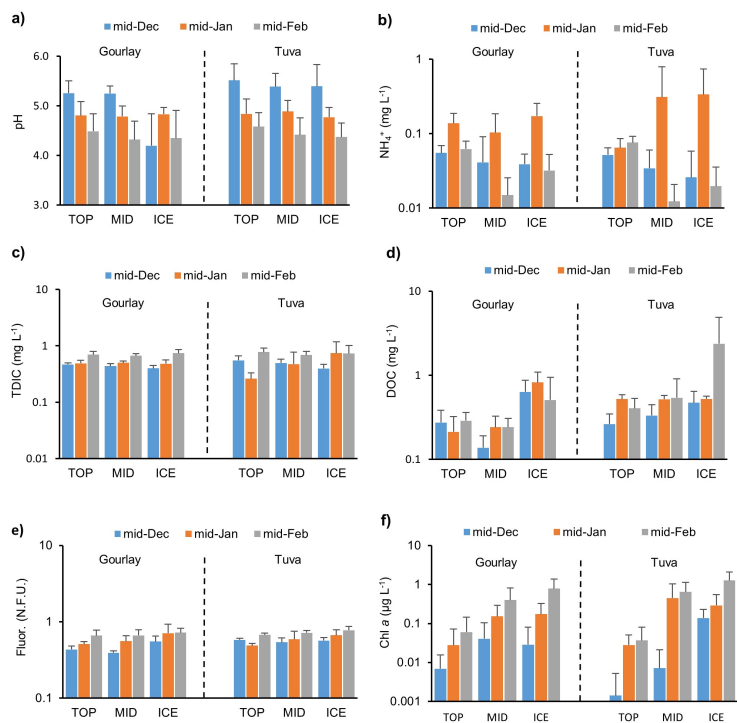 a)
mid-Dec mid-Jan mid-Feb
Gourlay Tuva
pH
6.0
5.0
4.0
3.0
TOP MID ICE TOP MID ICE
b)
mid-Dec mid-Jan mid-Feb
Gourlay Tuva
NH₄⁺ (mg L⁻¹)
1
0.1
0.01
TOP MID ICE TOP MID ICE
c)
mid-Dec mid-Jan mid-Feb
Gourlay Tuva
TDIC (mg L⁻¹)
10
1
0.1
0.01
TOP MID ICE TOP MID ICE
d)
mid-Dec mid-Jan mid-Feb
Gourlay Tuva
DOC (mg L⁻¹)
10
1
0.1
TOP MID ICE TOP MID ICE
e)
mid-Dec mid-Jan mid-Feb
Gourlay Tuva
Fluor. (N.F.U.)
10
1
0.1
TOP MID ICE TOP MID ICE
f)
mid-Dec mid-Jan mid-Feb
Gourlay Tuva
Chl a (µg L⁻¹)
10
1
0.1
0.01
0.001
TOP MID ICE TOP MID ICE